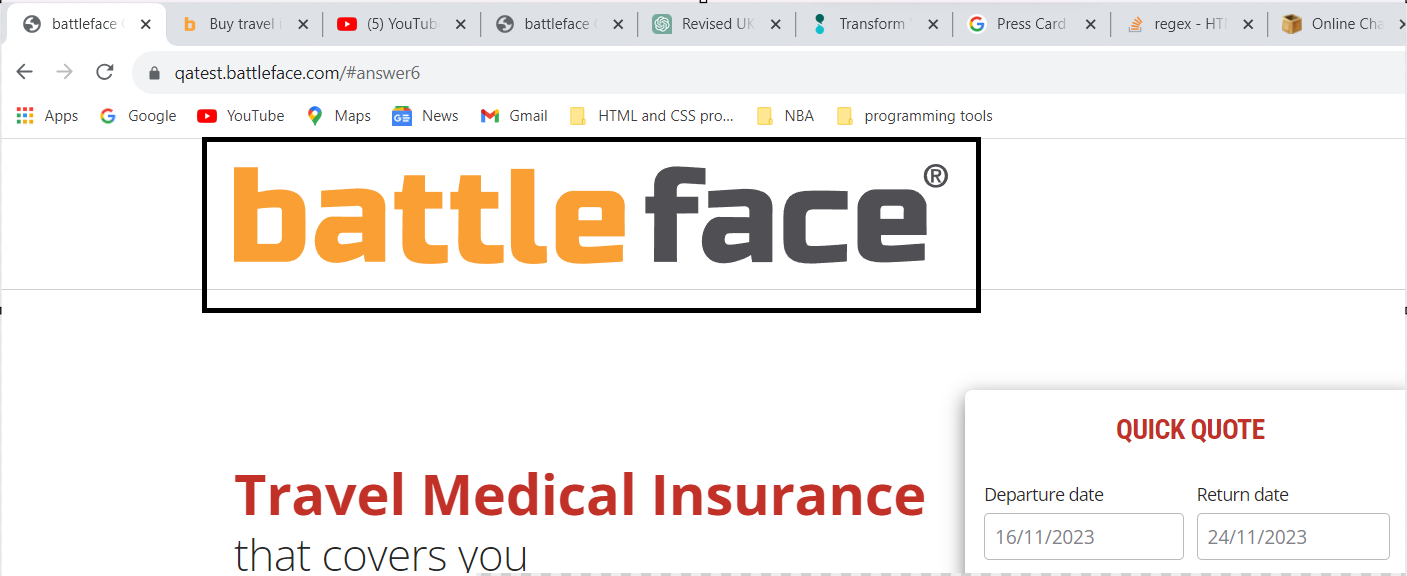 battleface
Buy travel i
(5) YouTub
battleface
Revised UK
Transform
Press Card
regex - HT
Online Cha
qatest.battleface.com/#answer6
Apps Google YouTube Maps News Gmail HTML and CSS pro... NBA programming tools
battleface®
QUICK QUOTE
Travel Medical Insurance
that covers you
Departure date Return date
16/11/2023 24/11/2023